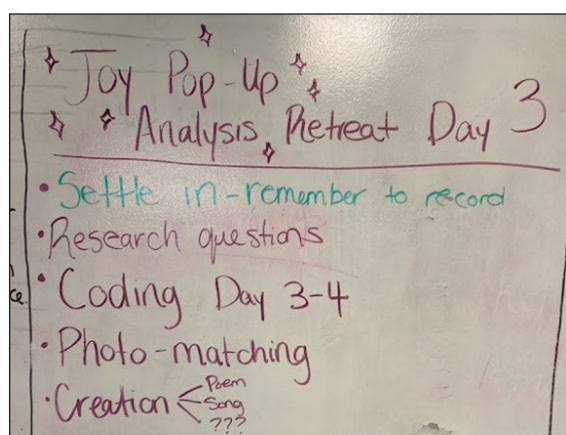 Joy Pop-Up
Analysis Retreat Day 3
• Settle in - remember to record
• Research questions
• Coding Day 3-4
• Photo-matching
• Creation
Poem
Song
???